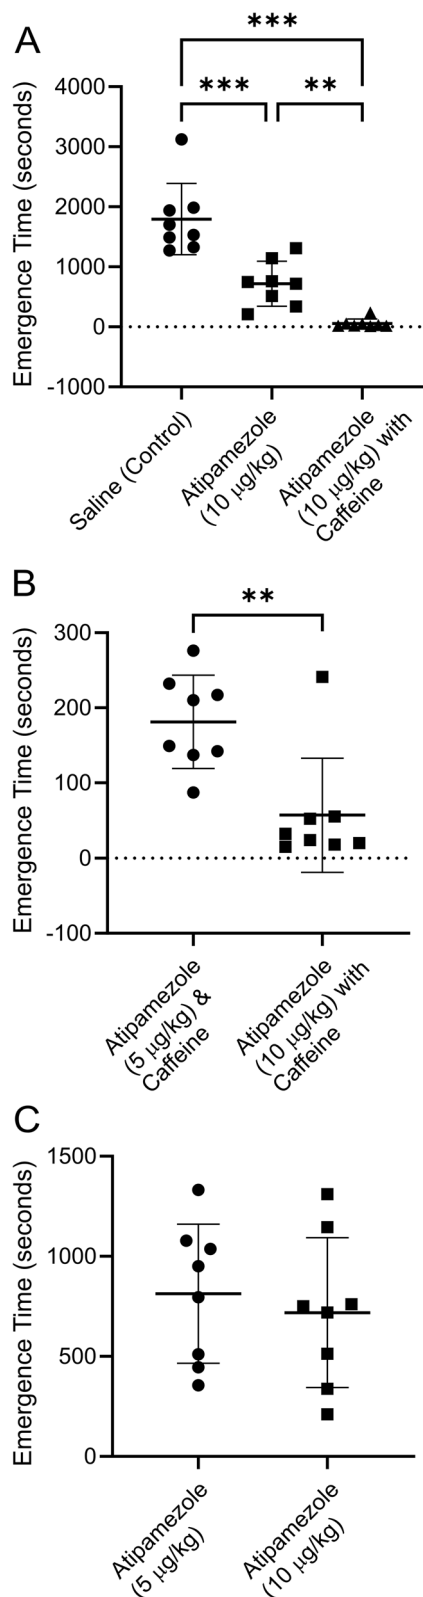 A
***
***
**
Emergence Time (seconds)
4000
3000
2000
1000
0
-1000
Saline (Control)
Atipamezole
(10 μg/kg)
Atipamezole
(10 μg/kg) with
Caffeine
B
**
Emergence Time (seconds)
300
200
100
0
-100
Atipamezole
(5 μg/kg) &
Caffeine
Atipamezole
(10 μg/kg) with
Caffeine
C
Emergence Time (seconds)
1500
1000
500
0
Atipamezole
(5 μg/kg)
Atipamezole
(10 μg/kg)